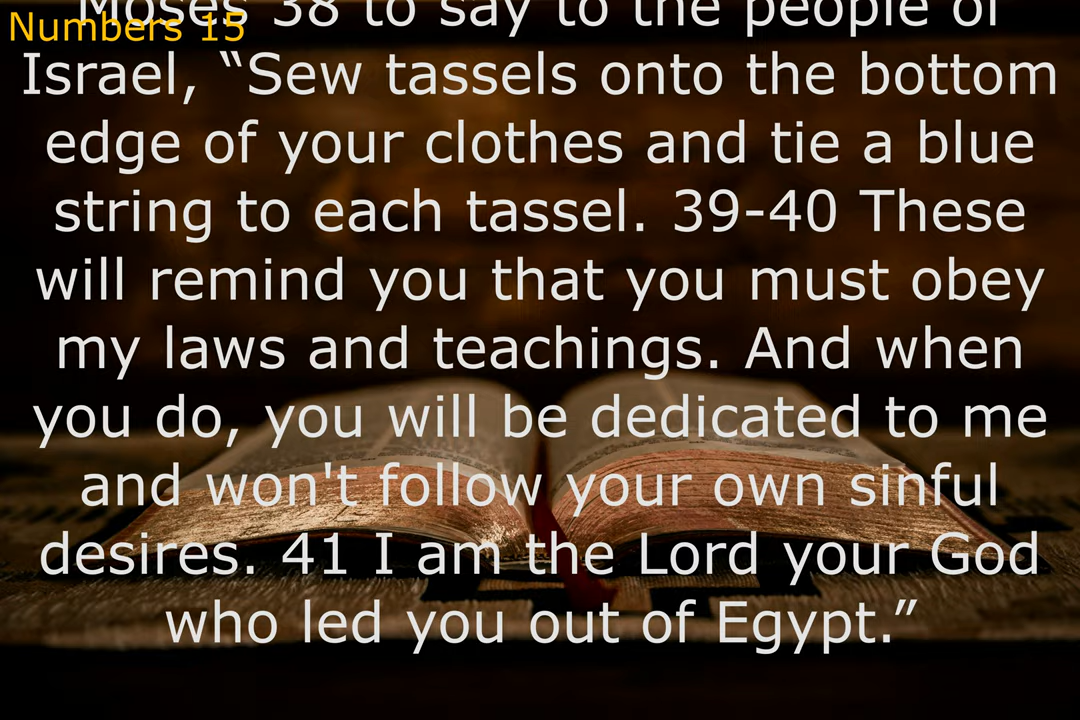 Numbers 15
Moses 38 to say to the people of
Israel, “Sew tassels onto the bottom
edge of your clothes and tie a blue
string to each tassel. 39-40 These
will remind you that you must obey
my laws and teachings. And when
you do, you will be dedicated to me
and won't follow your own sinful
desires. 41 I am the Lord your God
who led you out of Egypt.”